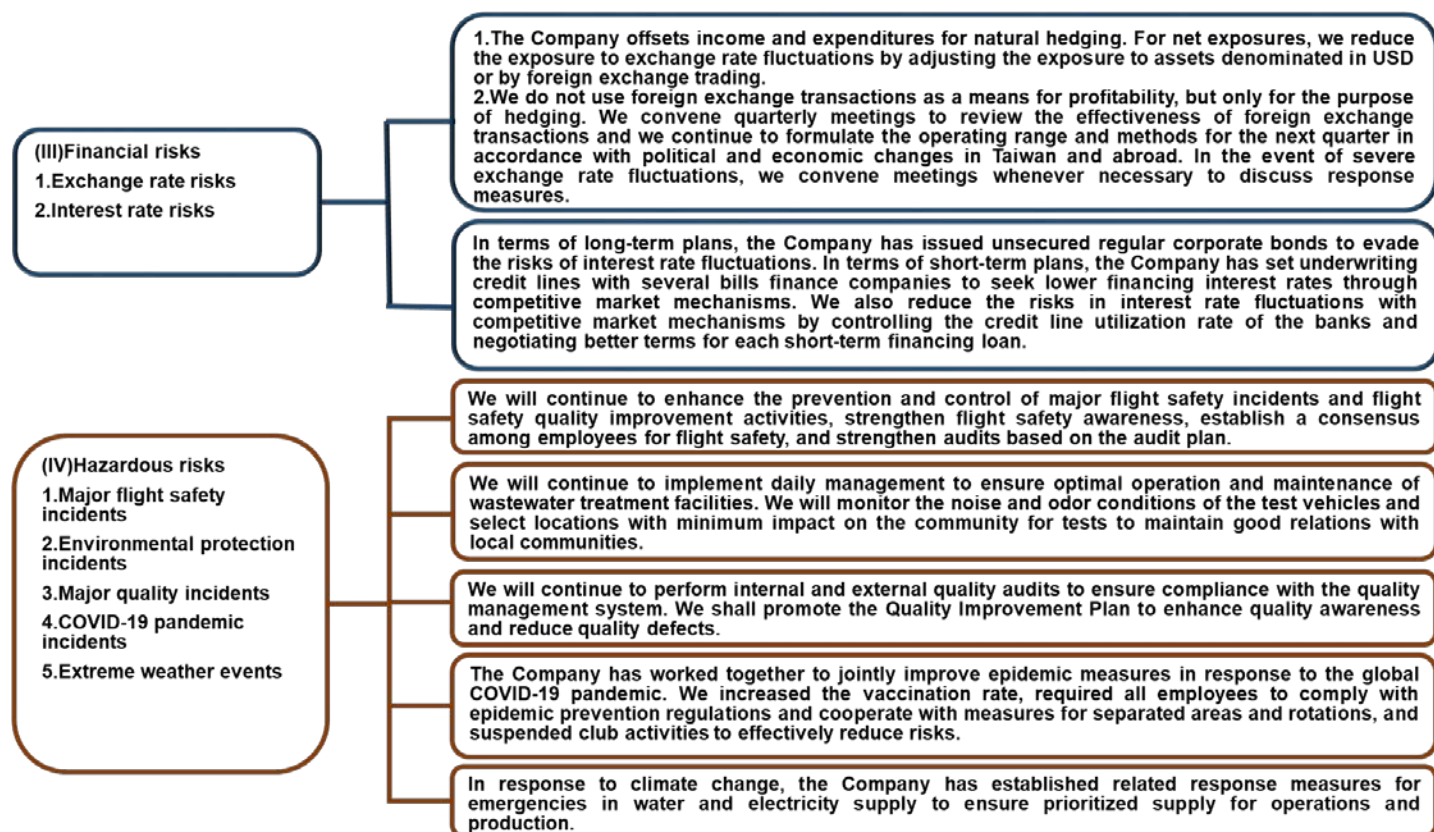 (III)Financial risks
1.Exchange rate risks
2.Interest rate risks
1.The Company offsets income and expenditures for natural hedging. For net exposures, we reduce
the exposure to exchange rate fluctuations by adjusting the exposure to assets denominated in USD
or by foreign exchange trading.
2.We do not use foreign exchange transactions as a means for profitability, but only for the purpose
of hedging. We convene quarterly meetings to review the effectiveness of foreign exchange
transactions and we continue to formulate the operating range and methods for the next quarter in
accordance with political and economic changes in Taiwan and abroad. In the event of severe
exchange rate fluctuations, we convene meetings whenever necessary to discuss response
measures.
In terms of long-term plans, the Company has issued unsecured regular corporate bonds to evade
the risks of interest rate fluctuations. In terms of short-term plans, the Company has set underwriting
credit lines with several bills finance companies to seek lower financing interest rates through
competitive market mechanisms. We also reduce the risks in interest rate fluctuations with
competitive market mechanisms by controlling the credit line utilization rate of the banks and
negotiating better terms for each short-term financing loan.
(IV)Hazardous risks
1.Major flight safety
incidents
2.Environmental protection
incidents
3.Major quality incidents
4.COVID-19 pandemic
incidents
5.Extreme weather events
We will continue to enhance the prevention and control of major flight safety incidents and flight
safety quality improvement activities, strengthen flight safety awareness, establish a consensus
among employees for flight safety, and strengthen audits based on the audit plan.
We will continue to implement daily management to ensure optimal operation and maintenance of
wastewater treatment facilities. We will monitor the noise and odor conditions of the test vehicles and
select locations with minimum impact on the community for tests to maintain good relations with
local communities.
We will continue to perform internal and external quality audits to ensure compliance with the quality
management system. We shall promote the Quality Improvement Plan to enhance quality awareness
and reduce quality defects.
The Company has worked together to jointly improve epidemic measures in response to the global
COVID-19 pandemic. We increased the vaccination rate, required all employees to comply with
epidemic prevention regulations and cooperate with measures for separated areas and rotations, and
suspended club activities to effectively reduce risks.
In response to climate change, the Company has established related response measures for
emergencies in water and electricity supply to ensure prioritized supply for operations and
production.